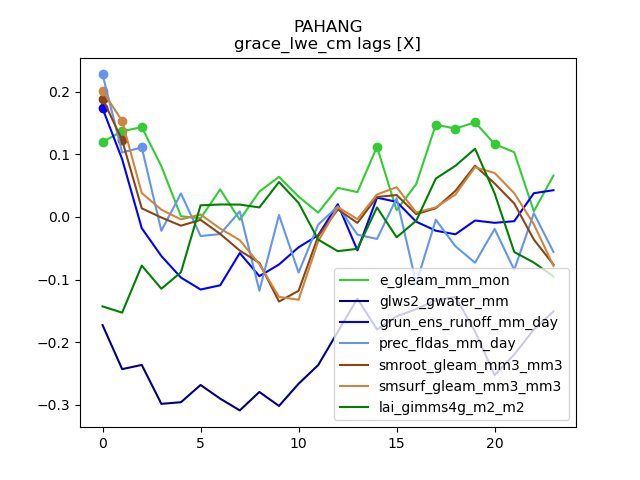 PAHANG
grace_lwe_cm lags [X]
0.2
0.1
0.0
−0.1
−0.2
−0.3
0
5
10
15
20
e_gleam_mm_mon
glws2_gwater_mm
grun_ens_runoff_mm_day
prec_fldas_mm_day
smroot_gleam_mm3_mm3
smsurf_gleam_mm3_mm3
lai_gimms4g_m2_m2